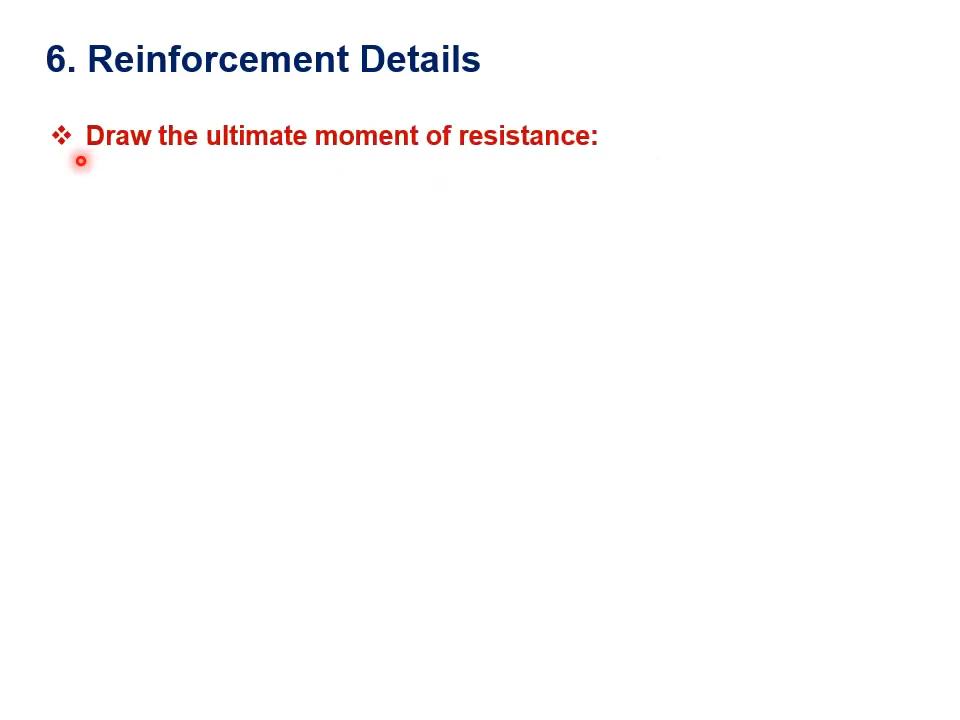 6. Reinforcement Details
❖ Draw the ultimate moment of resistance: